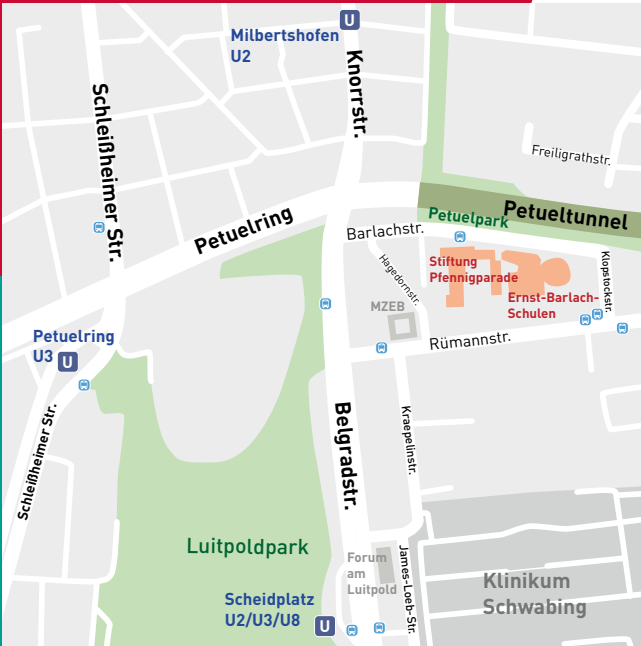 Milbertshofen
U2
U
Knorrstr.
Schleißheimer Str.
Freiligrathstr.
Petuelring
Petueltunnel
Petuelpark
Barlachstr.
Stiftung
Pfennigparade
Hagedornstr.
Klopstockstr.
Ernst-Barlach-
Schulen
MZEB
Petuelring
U3
U
Rümannstr.
Schleißheimer Str.
Belgradstr.
Kraepelinstr.
Luitpoldpark
Forum
am
Luitpold
James-Loeb-Str.
Klinikum
Schwabing
Scheidplatz
U2/U3/U8
U